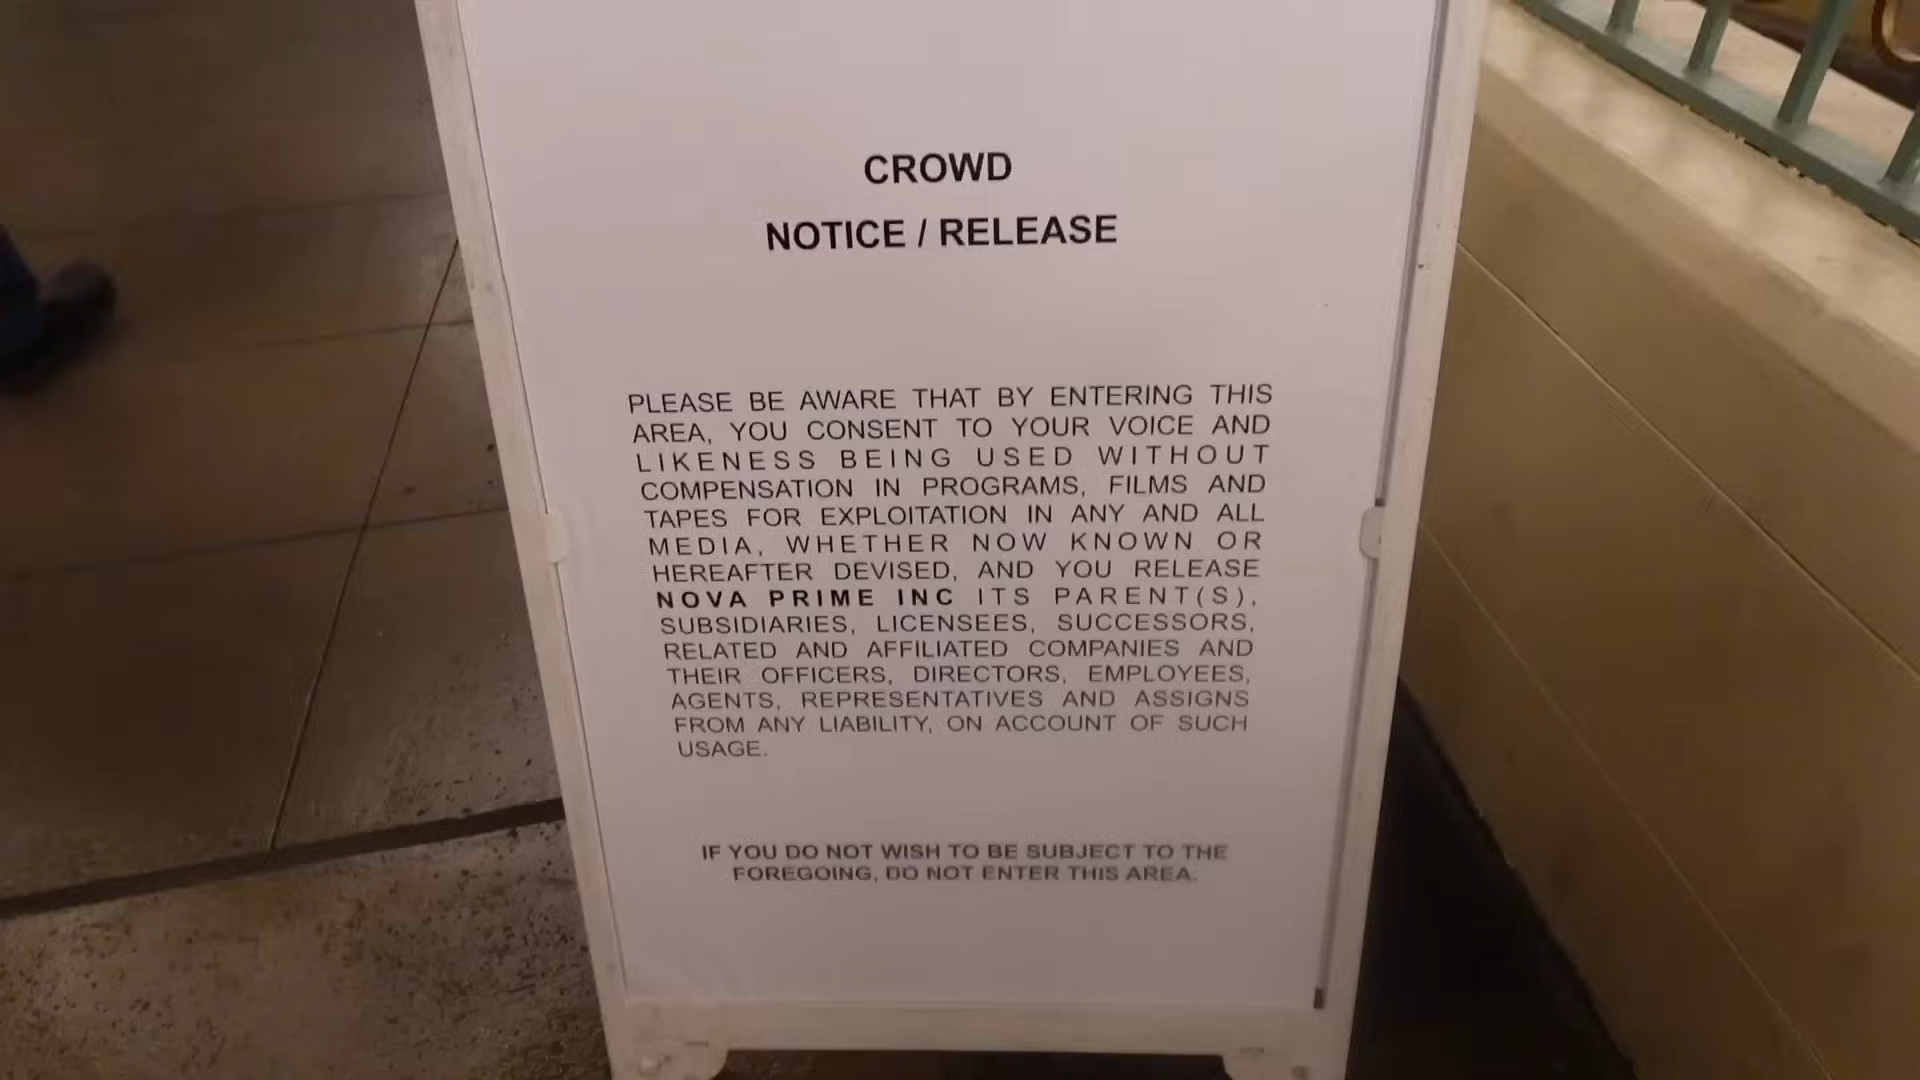 CROWD
NOTICE / RELEASE
PLEASE BE AWARE THAT BY ENTERING THIS
AREA, YOU CONSENT TO YOUR VOICE AND
LIKENESS BEING USED WITHOUT
COMPENSATION IN PROGRAMS, FILMS AND
TAPES FOR EXPLOITATION IN ANY AND ALL
MEDIA, WHETHER NOW KNOWN OR
HEREAFTER DEVISED, AND YOU RELEASE
NOVA PRIME INC ITS PARENT(S),
SUBSIDIARIES, LICENSEES, SUCCESSORS,
RELATED AND AFFILIATED COMPANIES AND
THEIR OFFICERS, DIRECTORS, EMPLOYEES,
AGENTS, REPRESENTATIVES AND ASSIGNS
FROM ANY LIABILITY, ON ACCOUNT OF SUCH
USAGE.
IF YOU DO NOT WISH TO BE SUBJECT TO THE
FOREGOING, DO NOT ENTER THIS AREA.